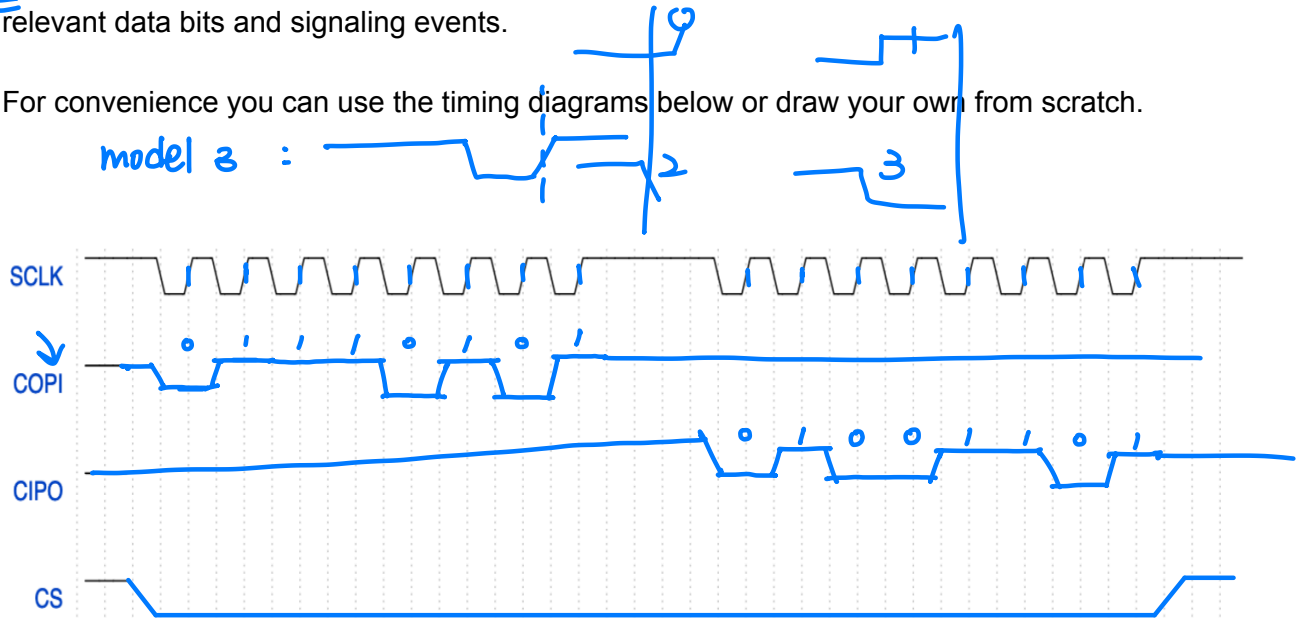 relevant data bits and signaling events.
0
For convenience you can use the timing diagrams below or draw your own from scratch.
model 3 :
2 3
SCLK
0 1 1 1 0 1 0 1
COPI
0 1 0 0 1 1 0 1
CIPO
CS